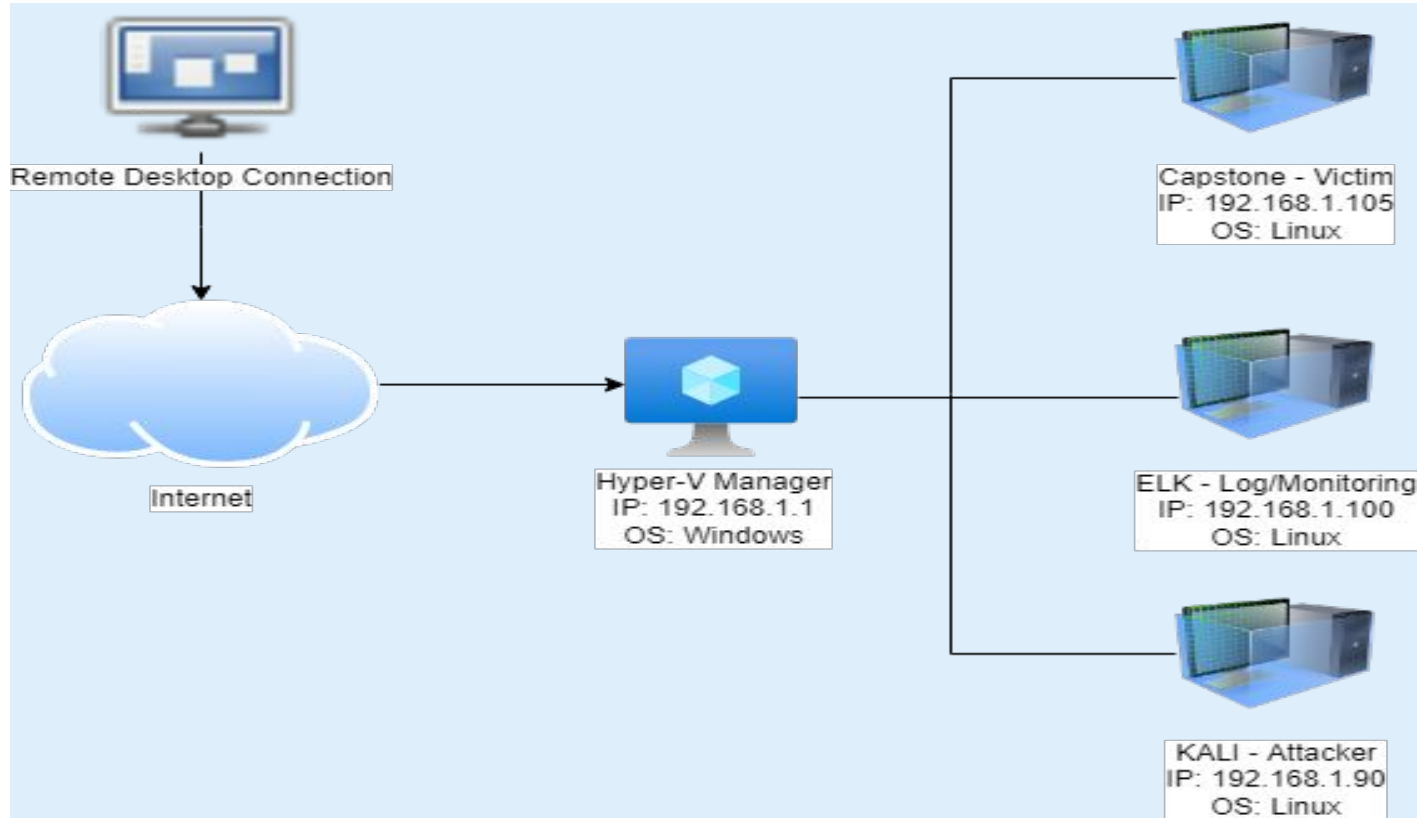 Remote Desktop Connection
Internet
Hyper-V Manager
IP: 192.168.1.1
OS: Windows
Capstone - Victim
IP: 192.168.1.105
OS: Linux
ELK - Log/Monitoring
IP: 192.168.1.100
OS: Linux
KALI - Attacker
IP: 192.168.1.90
OS: Linux